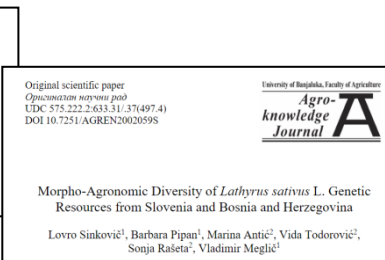 Original scientific paper
Оригиналан научни рад
UDC 575.222.2:633.31/.37(497.4)
DOI 10.7251/AGREN2002059S
University of Banjaluka, Faculty of Agriculture
Agro-
knowledge
Journal
A
Morpho-Agronomic Diversity of Lathyrus sativus L. Genetic
Resources from Slovenia and Bosnia and Herzegovina
Lovro Sinkovič¹, Barbara Pipan¹, Marina Antić², Vida Todorović²,
Sonja Rašeta², Vladimir Meglič¹